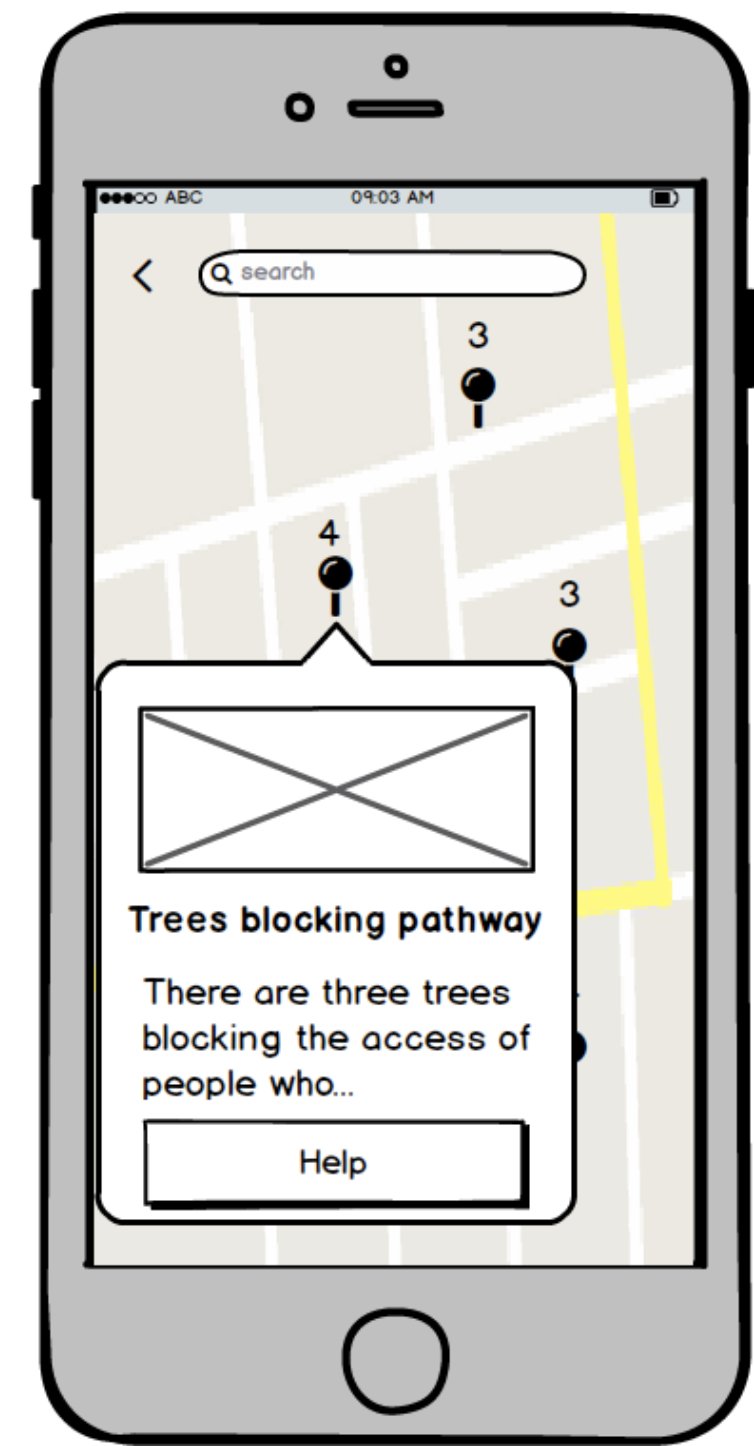 ABC 09:03 AM
search
3
4
3
Trees blocking pathway
There are three trees
blocking the access of
people who...
Help